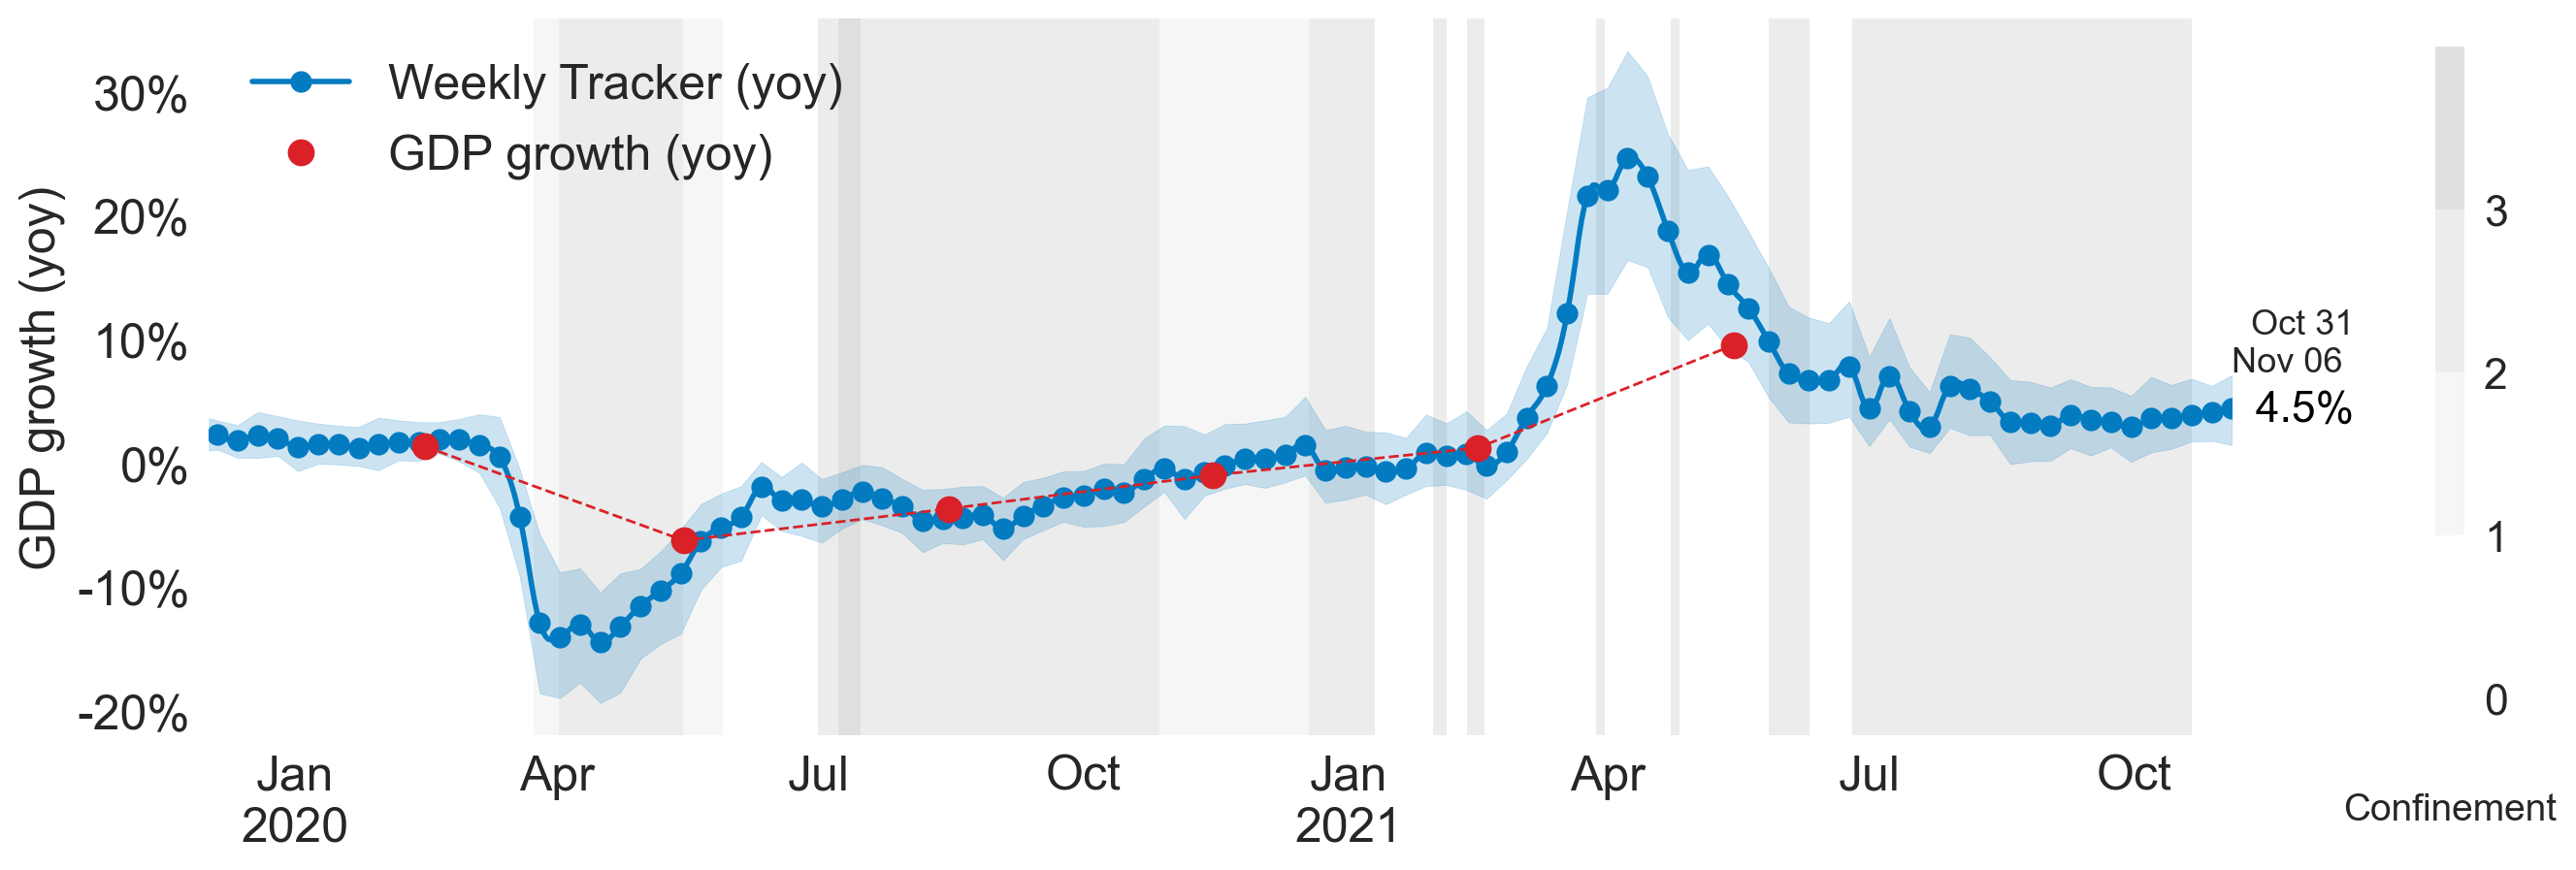 Weekly Tracker (yoy)
GDP growth (yoy)
GDP growth (yoy)
30%
20%
10%
0%
-10%
-20%
Jan
2020
Apr
Jul
Oct
Jan
2021
Apr
Jul
Oct
Oct 31
Nov 06
4.5%
3
2
1
0
Confinement